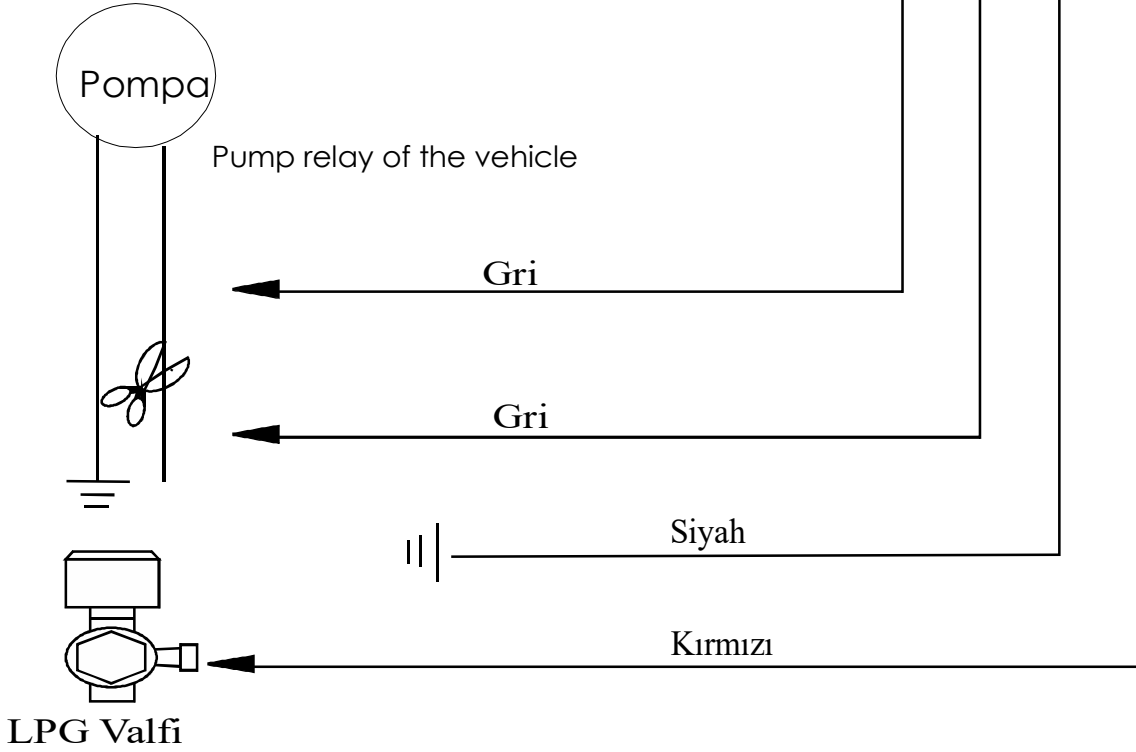 Pompa
Pump relay of the vehicle
Gri
Gri
Siyah
Kırmızı
LPG Valfi